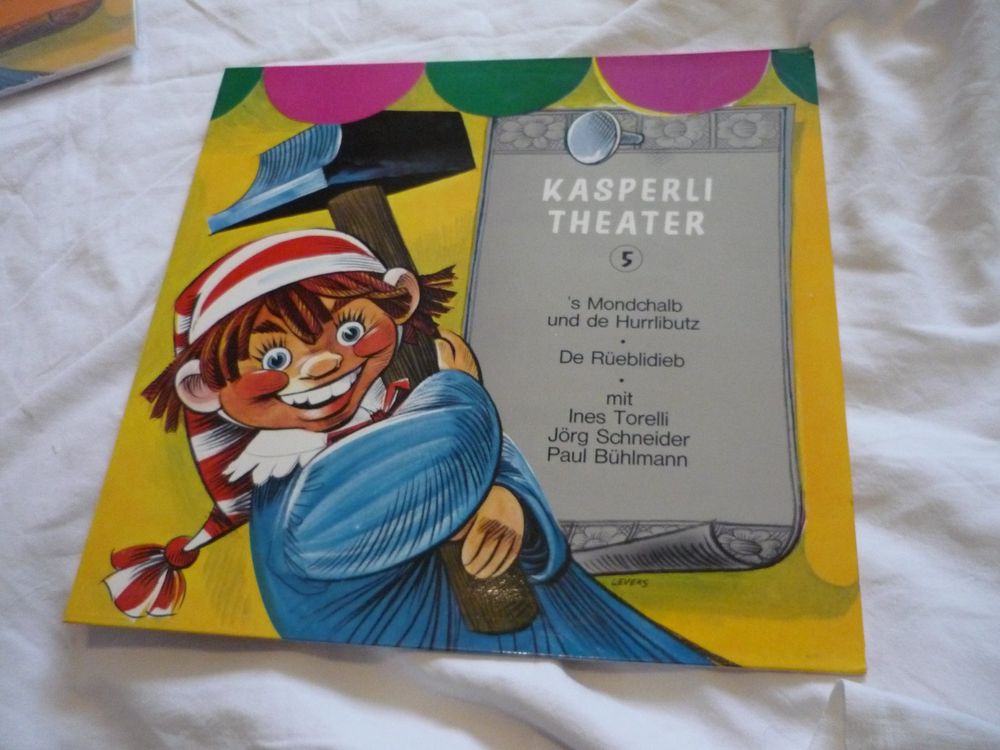 KASPERLI
THEATER
5
's Mondchalb
und de Hurrlibutz
•
De Rüeblidieb
•
mit
Ines Torelli
Jörg Schneider
Paul Bühlmann
LEVERS